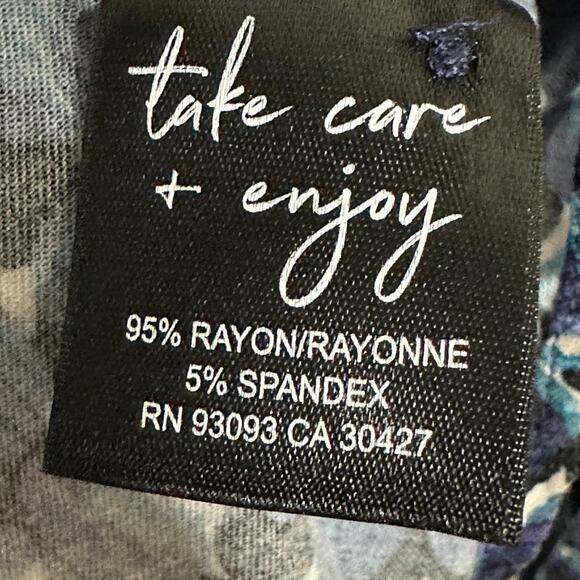 take care
+ enjoy
95% RAYON/RAYONNE
5% SPANDEX
RN 93093 CA 30427